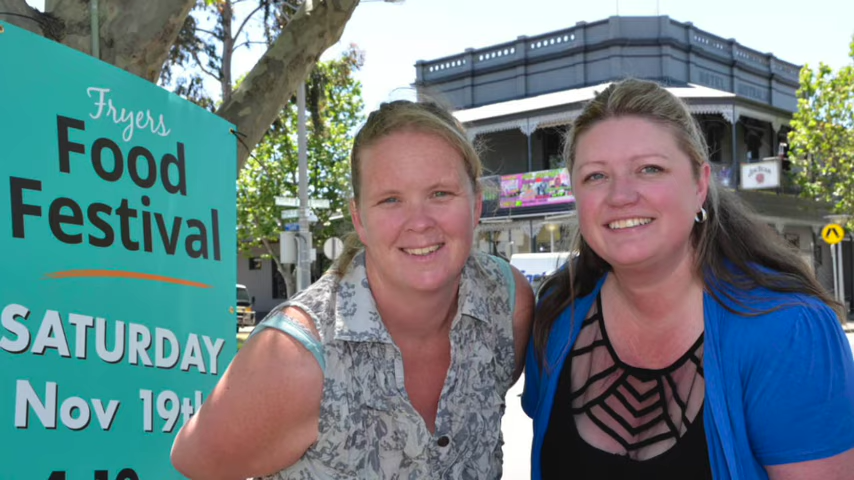 Fryers
Food
Festival
SATURDAY
Nov 19th